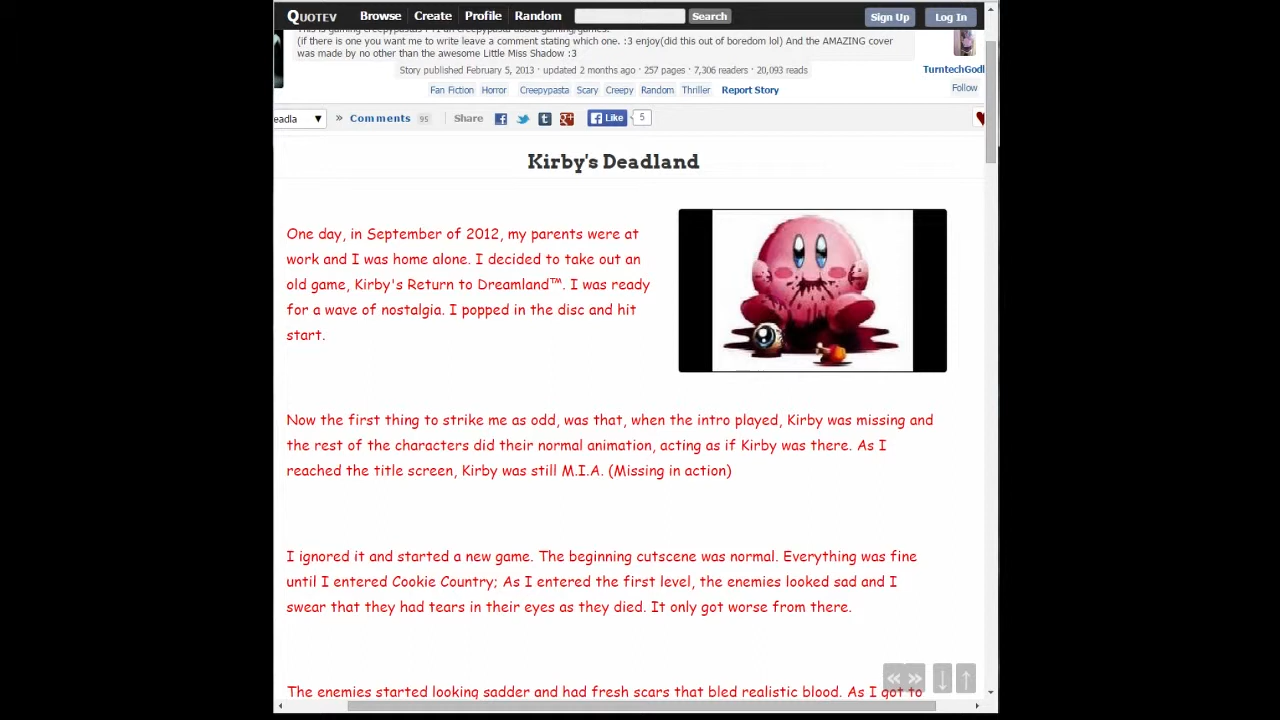 QUOTEV Browse Create Profile Random Search Sign Up Log In
This is gaming creepypastas FYI an creepypasta about gaming/games.
(if there is one you want me to write leave a comment stating which one. :3 enjoy(did this out of boredom lol) And the AMAZING cover
was made by no other than the awesome Little Miss Shadow :3
Story published February 5, 2013 · updated 2 months ago · 257 pages · 7,306 readers · 20,093 reads
TurntechGodl
Fan Fiction Horror Creepypasta Scary Creepy Random Thriller Report Story
Follow
eadla ▼ » Comments 95 Share Like 5
Kirby's Deadland
One day, in September of 2012, my parents were at
work and I was home alone. I decided to take out an
old game, Kirby's Return to Dreamland™. I was ready
for a wave of nostalgia. I popped in the disc and hit
start.
Now the first thing to strike me as odd, was that, when the intro played, Kirby was missing and
the rest of the characters did their normal animation, acting as if Kirby was there. As I
reached the title screen, Kirby was still M.I.A. (Missing in action)
I ignored it and started a new game. The beginning cutscene was normal. Everything was fine
until I entered Cookie Country; As I entered the first level, the enemies looked sad and I
swear that they had tears in their eyes as they died. It only got worse from there.
The enemies started looking sadder and had fresh scars that bled realistic blood. As I got to